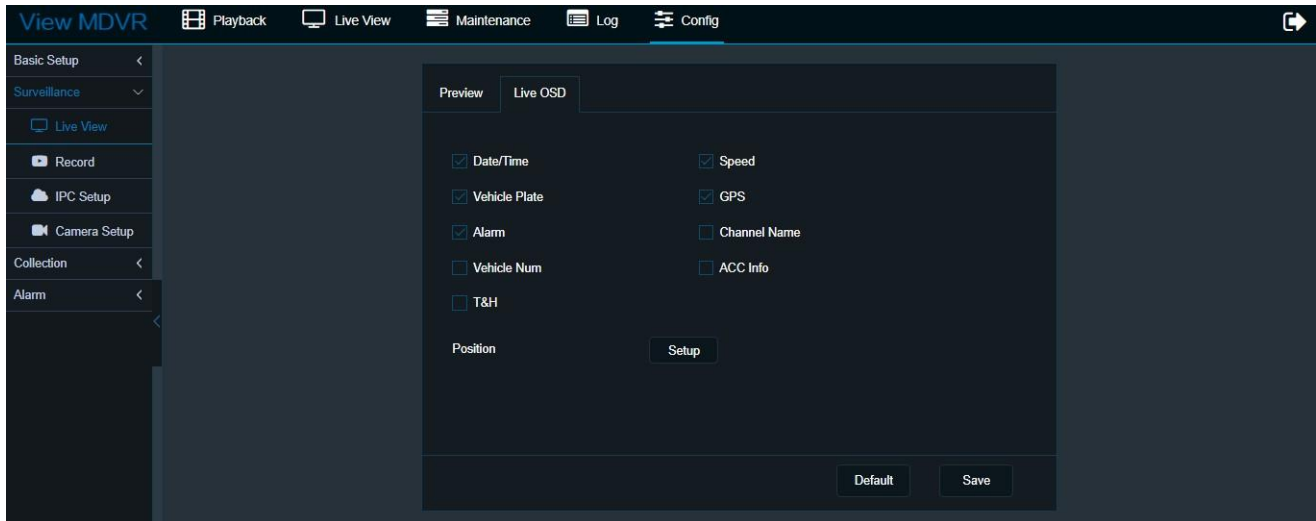 View MDVR Playback Live View Maintenance Log Config
Basic Setup
Surveillance
Live View
Record
IPC Setup
Camera Setup
Collection
Alarm
Preview Live OSD
Date/Time Speed
Vehicle Plate GPS
Alarm Channel Name
Vehicle Num ACC Info
T&H
Position Setup
Default Save